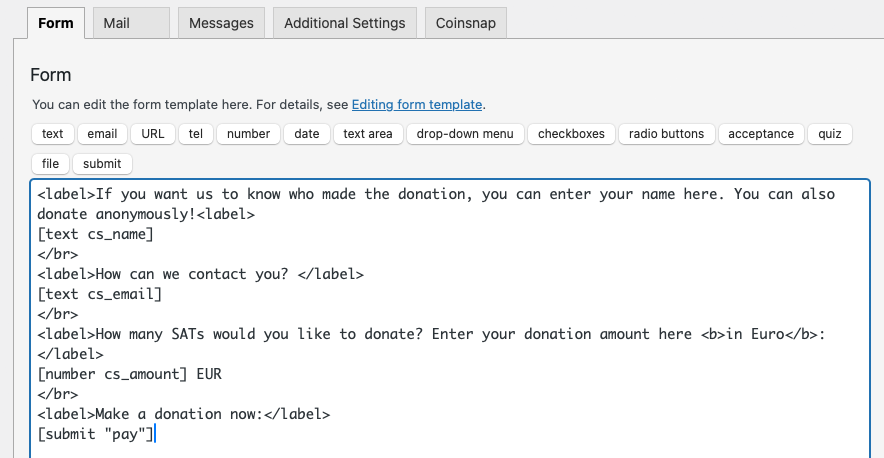 Form Mail Messages Additional Settings Coinsnap
Form
You can edit the form template here. For details, see Editing form template.
text email URL tel number date text area drop-down menu checkboxes radio buttons acceptance quiz
file submit
<label>If you want us to know who made the donation, you can enter your name here. You can also
donate anonymously!<label>
[text cs_name]
</br>
<label>How can we contact you? </label>
[text cs_email]
</br>
<label>How many SATs would you like to donate? Enter your donation amount here <b>in Euro</b>:
</label>
[number cs_amount] EUR
</br>
<label>Make a donation now:</label>
[submit "pay"]